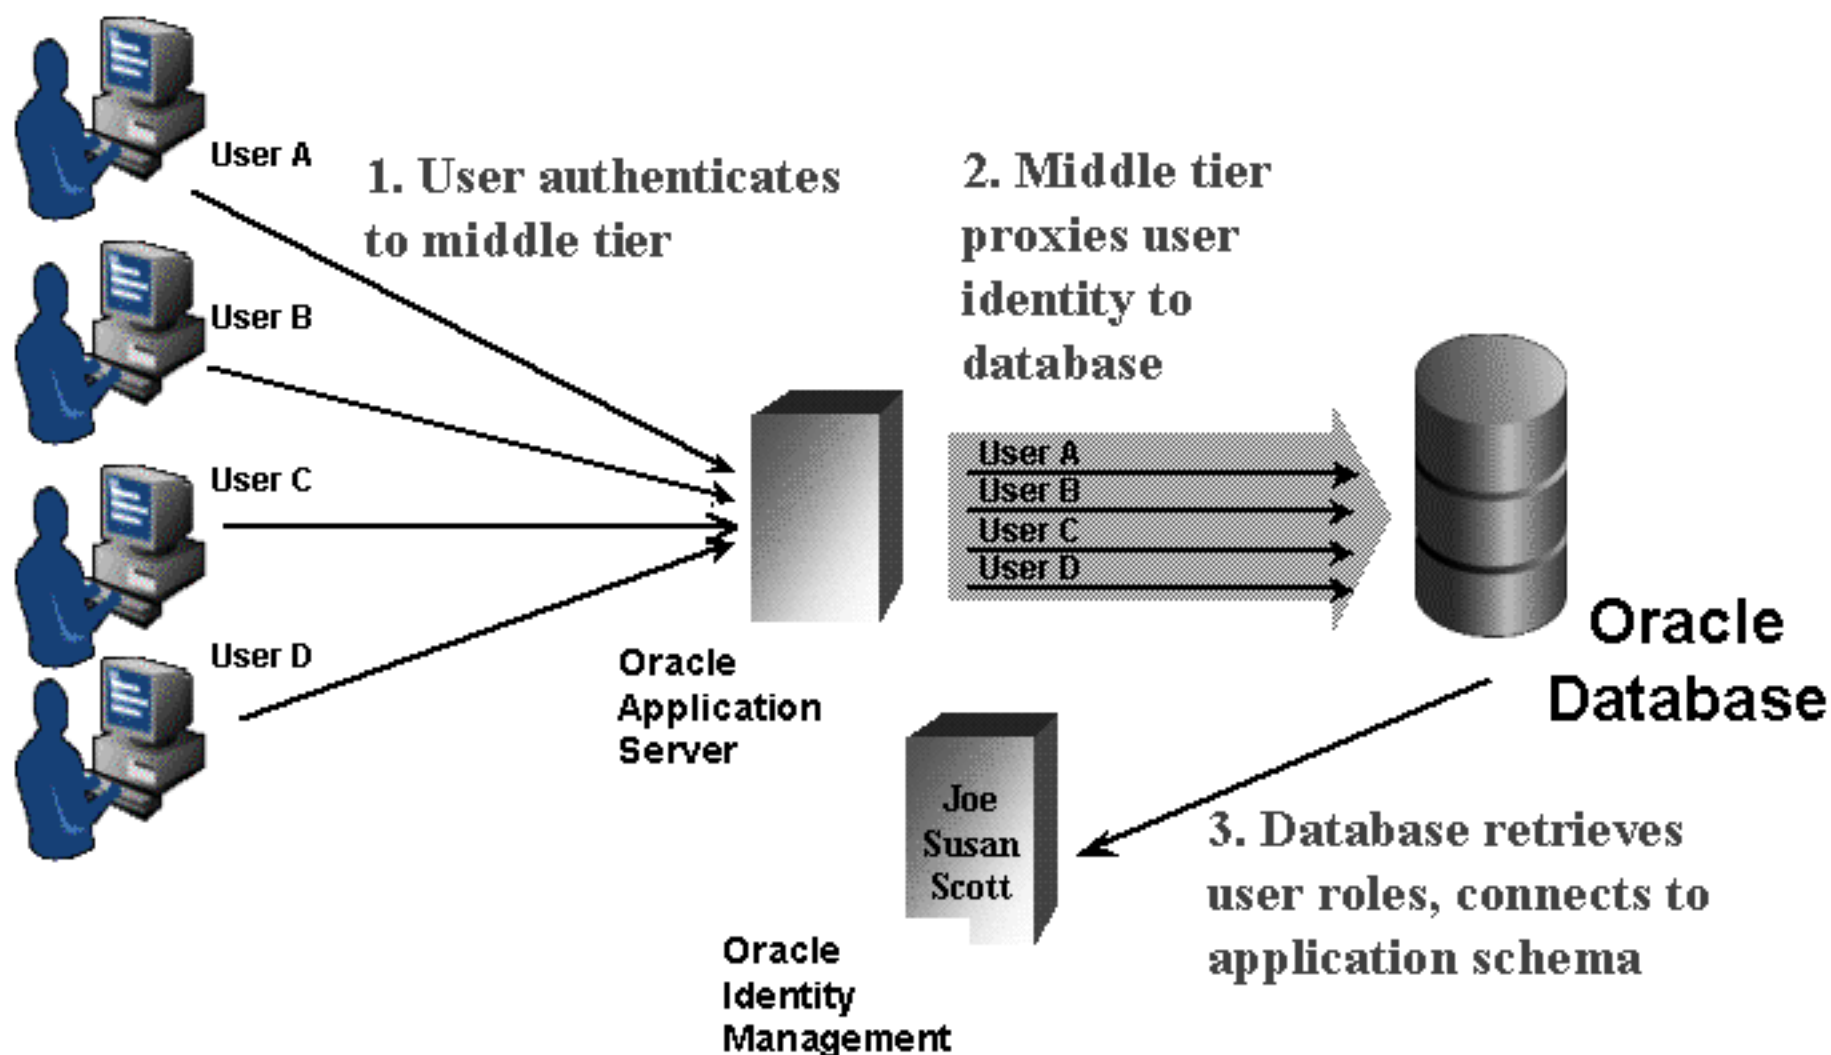 User A
User B
User C
User D
1. User authenticates
to middle tier
2. Middle tier
proxies user
identity to
database
User A
User B
User C
User D
Oracle
Application
Server
Oracle
Database
Joe
Susan
Scott
Oracle
Identity
Management
3. Database retrieves
user roles, connects to
application schema